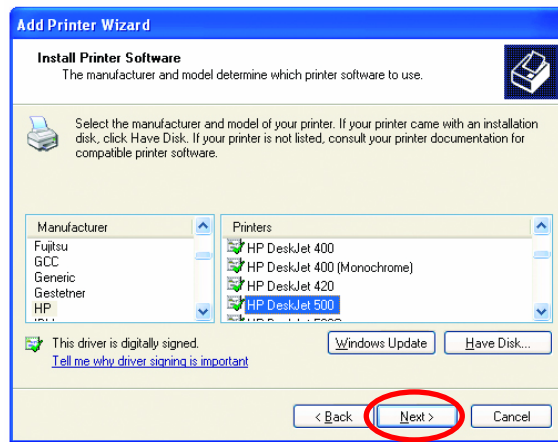 Add Printer Wizard
Install Printer Software
The manufacturer and model determine which printer software to use.
Select the manufacturer and model of your printer. If your printer came with an installation
disk, click Have Disk. If your printer is not listed, consult your printer documentation for
compatible printer software.
Manufacturer
Fujitsu
GCC
Generic
Gestetner
HP
Printers
HP DeskJet 400
HP DeskJet 400 (Monochrome)
HP DeskJet 420
HP DeskJet 500
This driver is digitally signed.
Tell me why driver signing is important
Windows Update
Have Disk...
< Back
Next >
Cancel